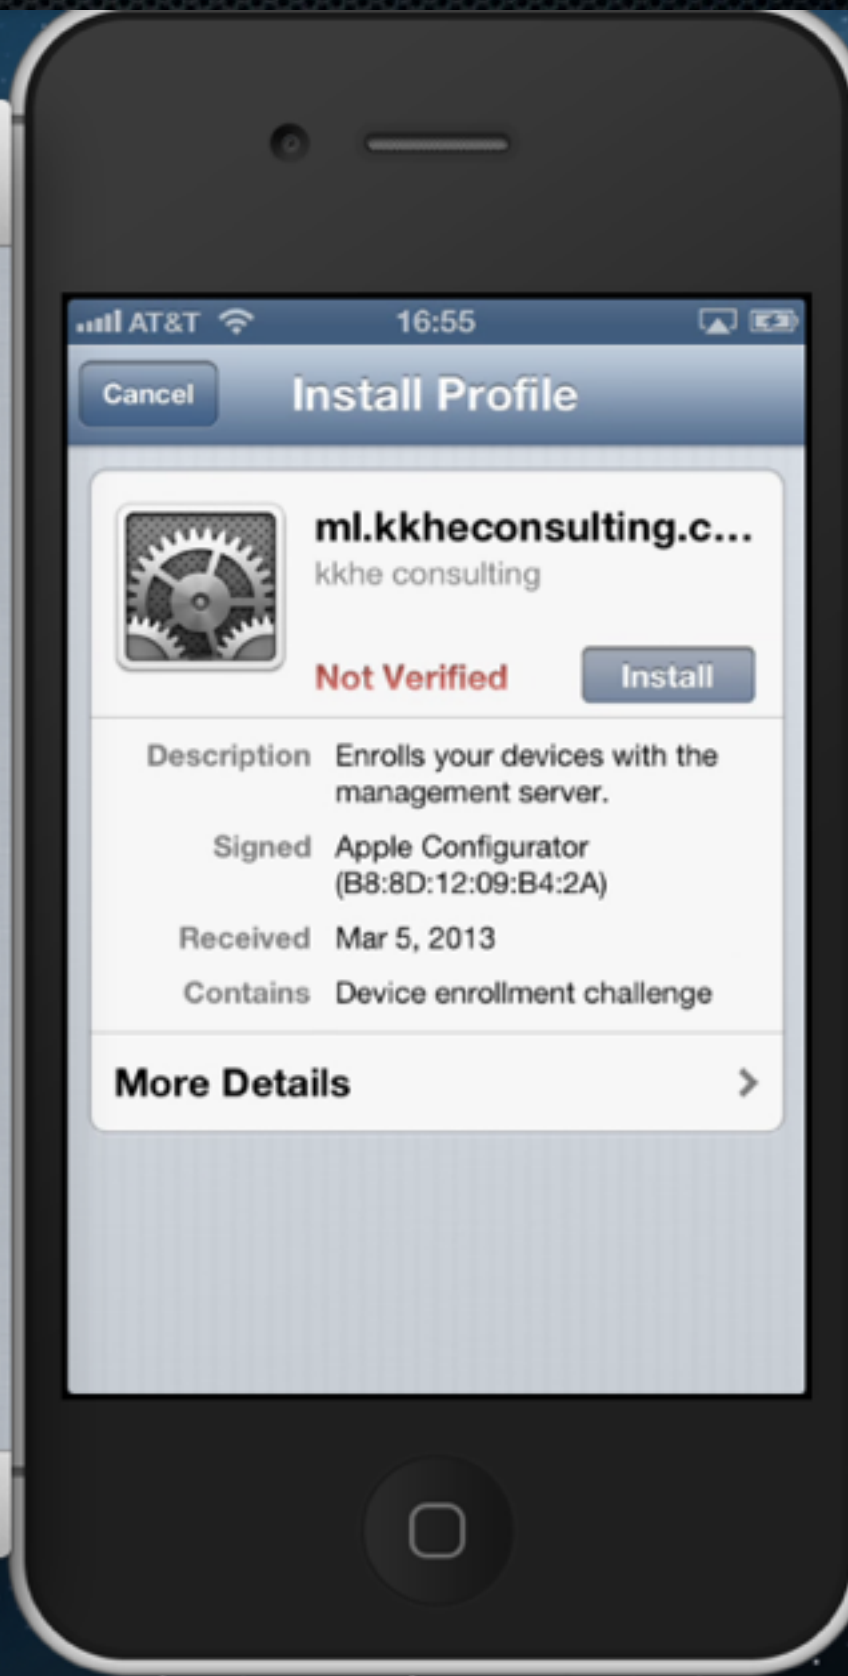 AT&T 16:55
Cancel Install Profile
ml.kkheconsulting.c...
kkhe consulting
Not Verified Install
Description Enrolls your devices with the
management server.
Signed Apple Configurator
(B8:8D:12:09:B4:2A)
Received Mar 5, 2013
Contains Device enrollment challenge
More Details